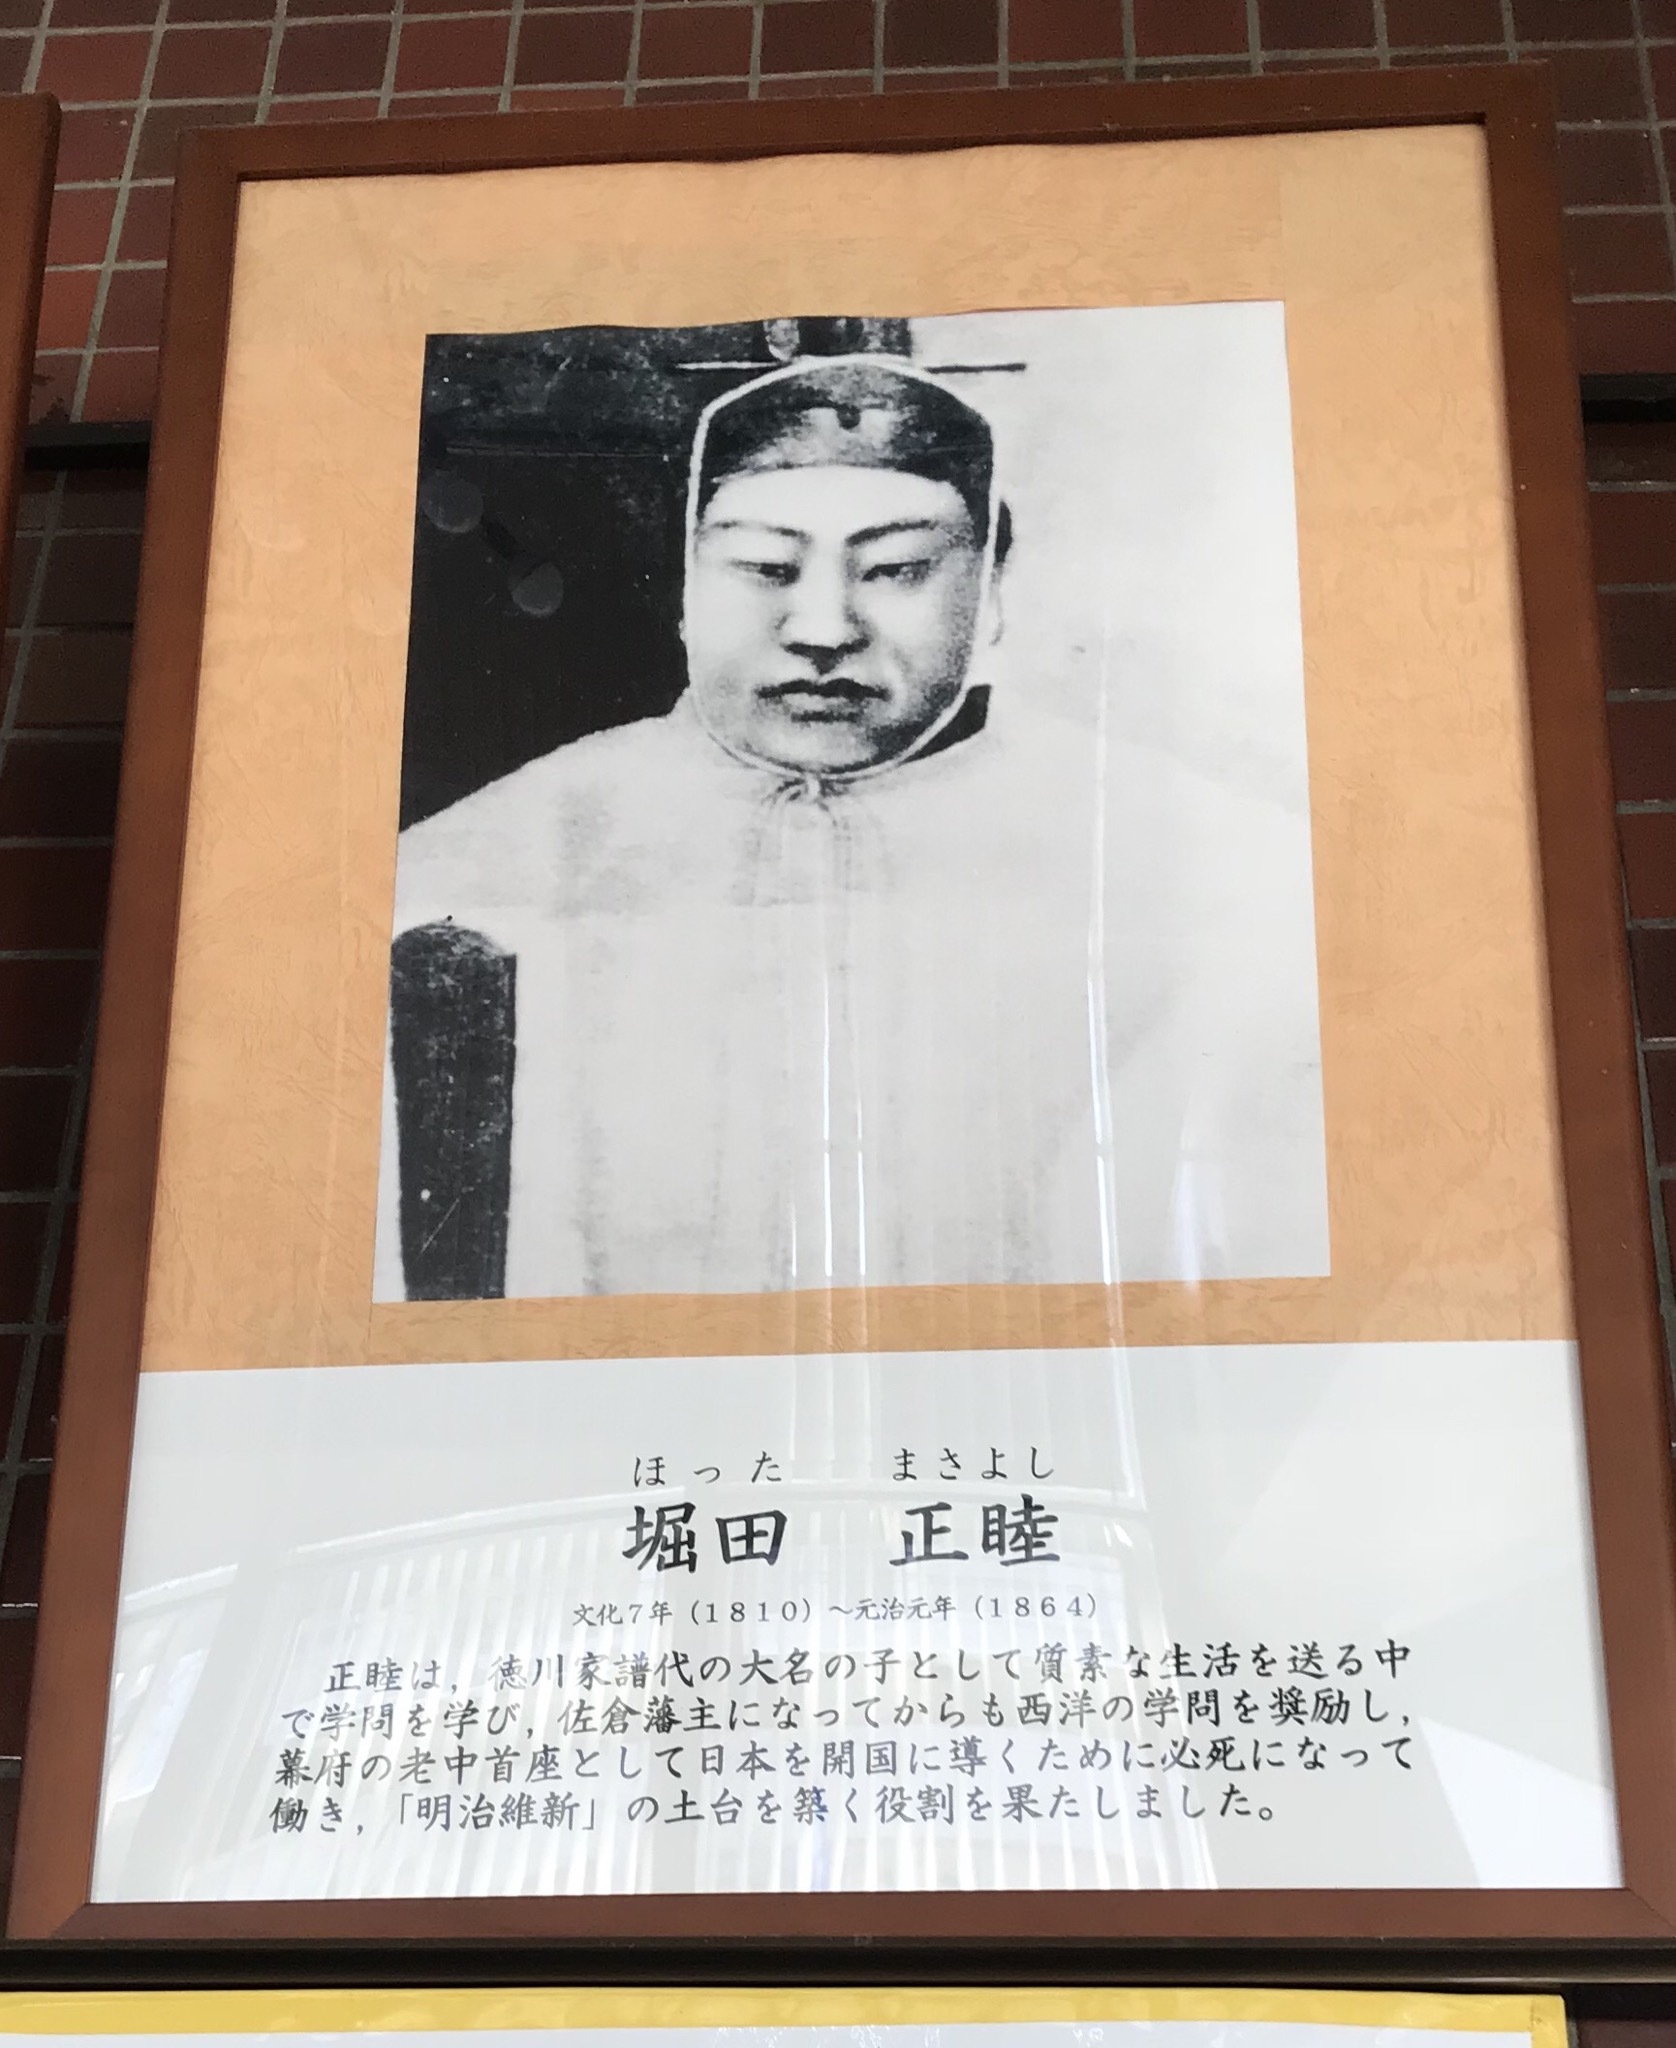 ほった まさよし
堀田 正睦
文化７年（１８１０）～元治元年（１８６４）
正睦は，徳川家譜代の大名の子として質素な生活を送る中
で学問を学び，佐倉藩主になってからも西洋の学問を奨励し，
幕府の老中首座として日本を開国に導くために必死になって
働き，「明治維新」の土台を築く役割を果たしました。